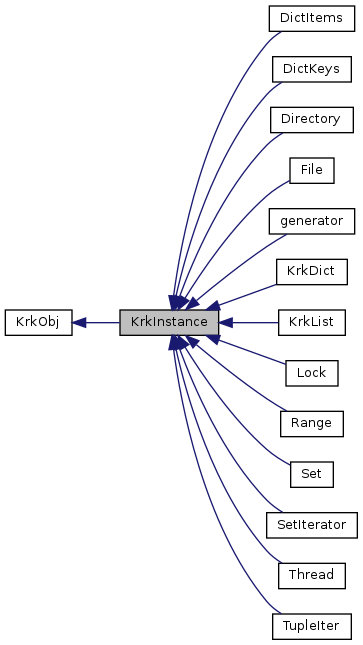 DictItems
DictKeys
Directory
File
generator
KrkDict
KrkObj
KrkInstance
KrkList
Lock
Range
Set
SetIterator
Thread
TupleIter